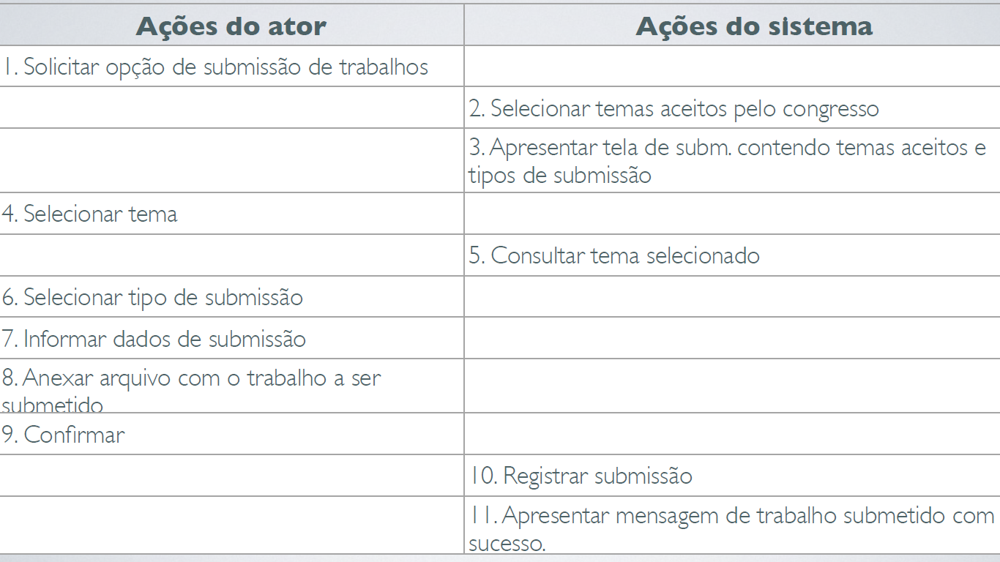 Ações do ator
Ações do sistema
1. Solicitar opção de submissão de trabalhos
2. Selecionar temas aceitos pelo congresso
3. Apresentar tela de subm. contendo temas aceitos e
tipos de submissão
4. Selecionar tema
5. Consultar tema selecionado
6. Selecionar tipo de submissão
7. Informar dados de submissão
8. Anexar arquivo com o trabalho a ser
submetido
9. Confirmar
10. Registrar submissão
11. Apresentar mensagem de trabalho submetido com
sucesso.